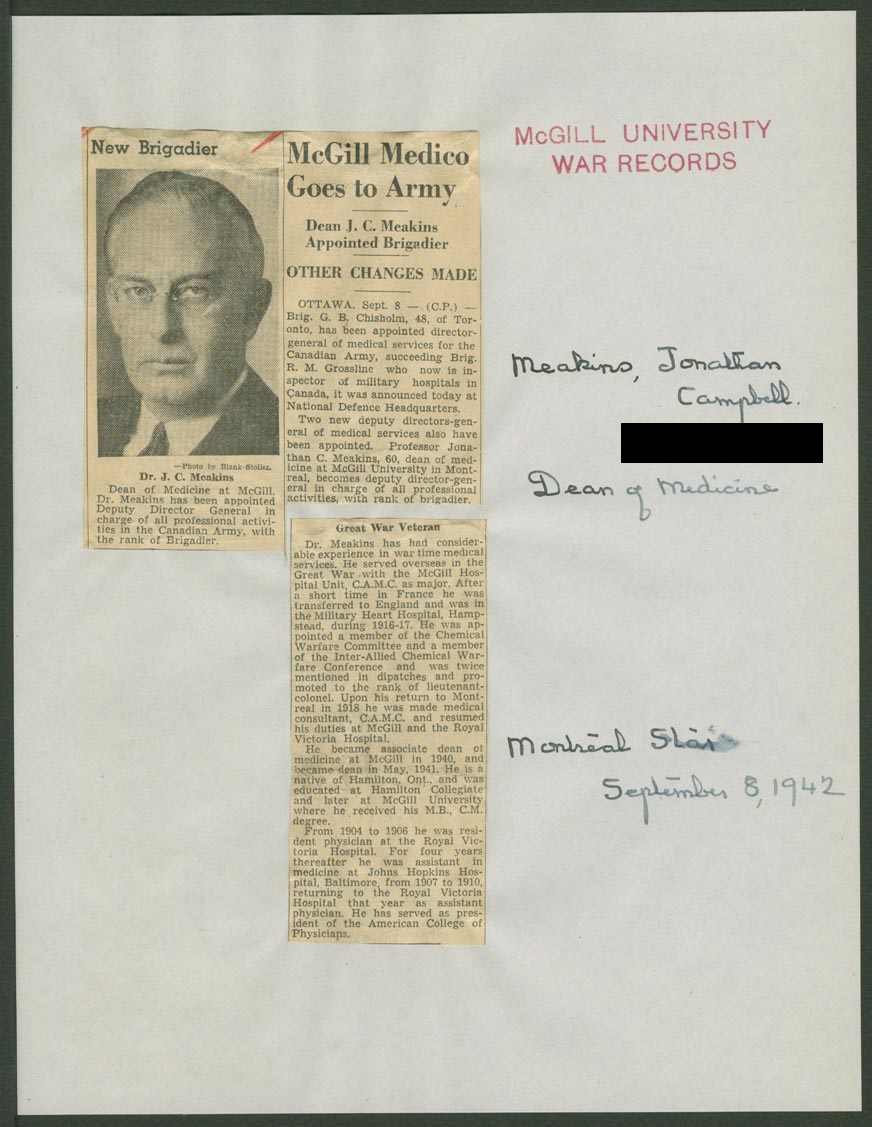 McGILL UNIVERSITY
WAR RECORDS
New Brigadier
—Photo by Blank-Stoller.
Dr. J. C. Meakins
Dean of Medicine at McGill,
Dr. Meakins has been appointed
Deputy Director General in
charge of all professional activi-
ties in the Canadian Army, with
the rank of Brigadier.
McGill Medico
Goes to Army
Dean J. C. Meakins
Appointed Brigadier
OTHER CHANGES MADE
OTTAWA, Sept. 8 — (C.P.) —
Brig. G. B. Chisholm, 48, of Tor-
onto, has been appointed director-
general of medical services for the
Canadian Army, succeeding Brig.
R. M. Grossline who now is in-
spector of military hospitals in
Canada, it was announced today at
National Defence Headquarters.
Two new deputy directors-gen-
eral of medical services also have
been appointed. Professor Jona-
than C. Meakins, 60, dean of med-
icine at McGill University in Mont-
real, becomes deputy director-gen-
eral in charge of all professional
activities, with rank of brigadier.
Great War Veteran
Dr. Meakins has had consider-
able experience in war time medical
services. He served overseas in the
Great War with the McGill Hos-
pital Unit, C.A.M.C. as major. After
a short time in France he was
transferred to England and was in
the Military Heart Hospital, Hamp-
stead, during 1916-17. He was ap-
pointed a member of the Chemical
Warfare Committee and a member
of the Inter-Allied Chemical War-
fare Conference and was twice
mentioned in dipatches and pro-
moted to the rank of lieutenant-
colonel. Upon his return to Mont-
real in 1918 he was made medical
consultant, C.A.M.C. and resumed
his duties at McGill and the Royal
Victoria Hospital.
He became associate dean of
medicine at McGill in 1940, and
became dean in May, 1941. He is a
native of Hamilton, Ont., and was
educated at Hamilton Collegiate
and later at McGill University
where he received his M.B., C.M.
degree.
From 1904 to 1906 he was resi-
dent physician at the Royal Vic-
toria Hospital. For four years
thereafter he was assistant in
medicine at Johns Hopkins Hos-
pital, Baltimore, from 1907 to 1910,
returning to the Royal Victoria
Hospital that year as assistant
physician. He has served as pres-
ident of the American College of
Physicians.
Meakins, Jonathan
Campbell.
Dean of Medicine
Montreal Star
September 8, 1942